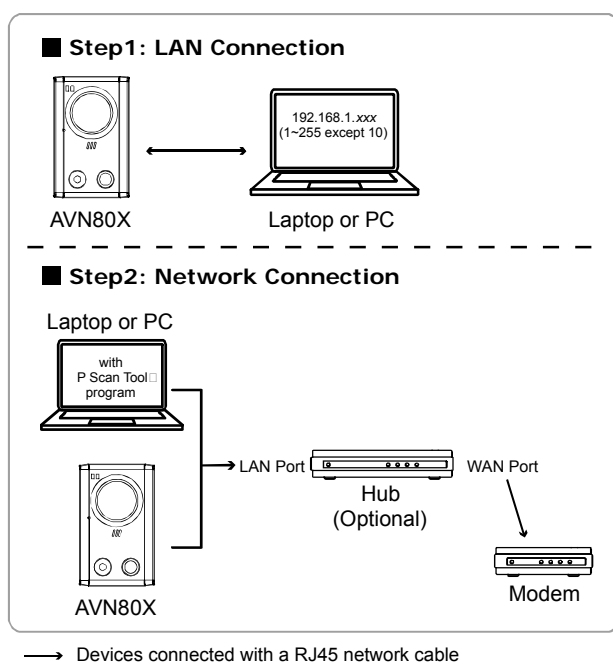 Step1: LAN Connection
192.168.1.xxx
(1~255 except 10)
AVN80X
Laptop or PC
Step2: Network Connection
Laptop or PC
with
P Scan Tool□
program
LAN Port
WAN Port
Hub
(Optional)
AVN80X
Modem
Devices connected with a RJ45 network cable